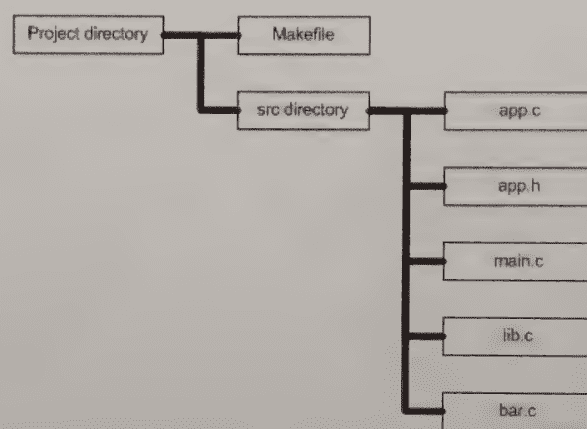 Project directory
Makefile
src directory
app.c
app.h
main.c
lib.c
bar.c